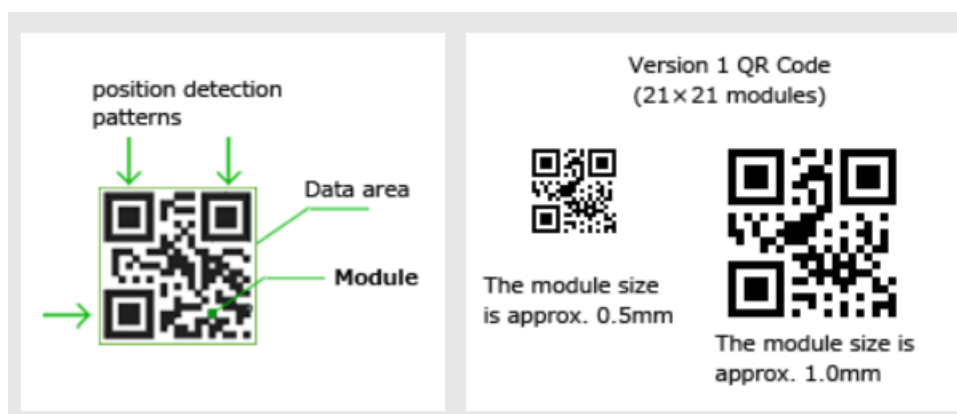 position detection
patterns
Data area
Module
Version 1 QR Code
(21×21 modules)
The module size
is approx. 0.5mm
The module size is
approx. 1.0mm